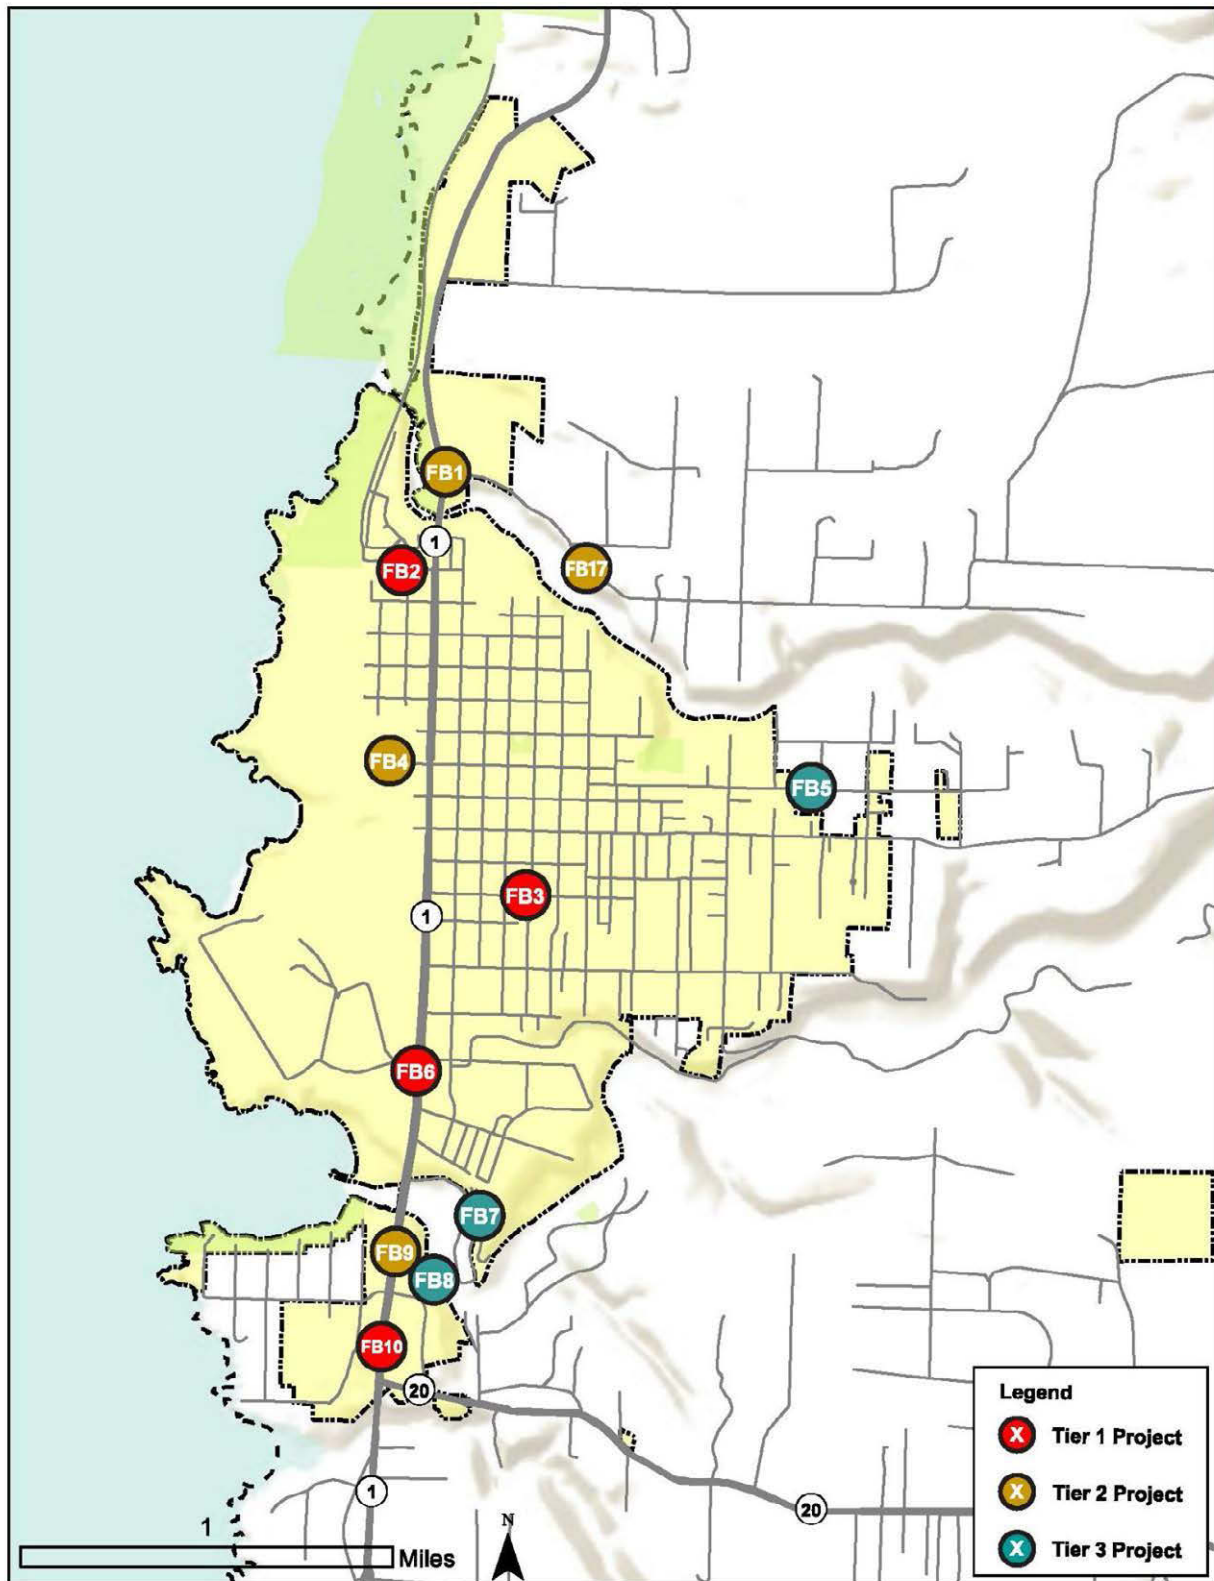 FB1
1
FB2
FB17
FB4
FB5
FB3
1
FB6
FB7
FB9
FB8
FB10
20
1
20
1
Miles
N
Legend
X Tier 1 Project
X Tier 2 Project
X Tier 3 Project